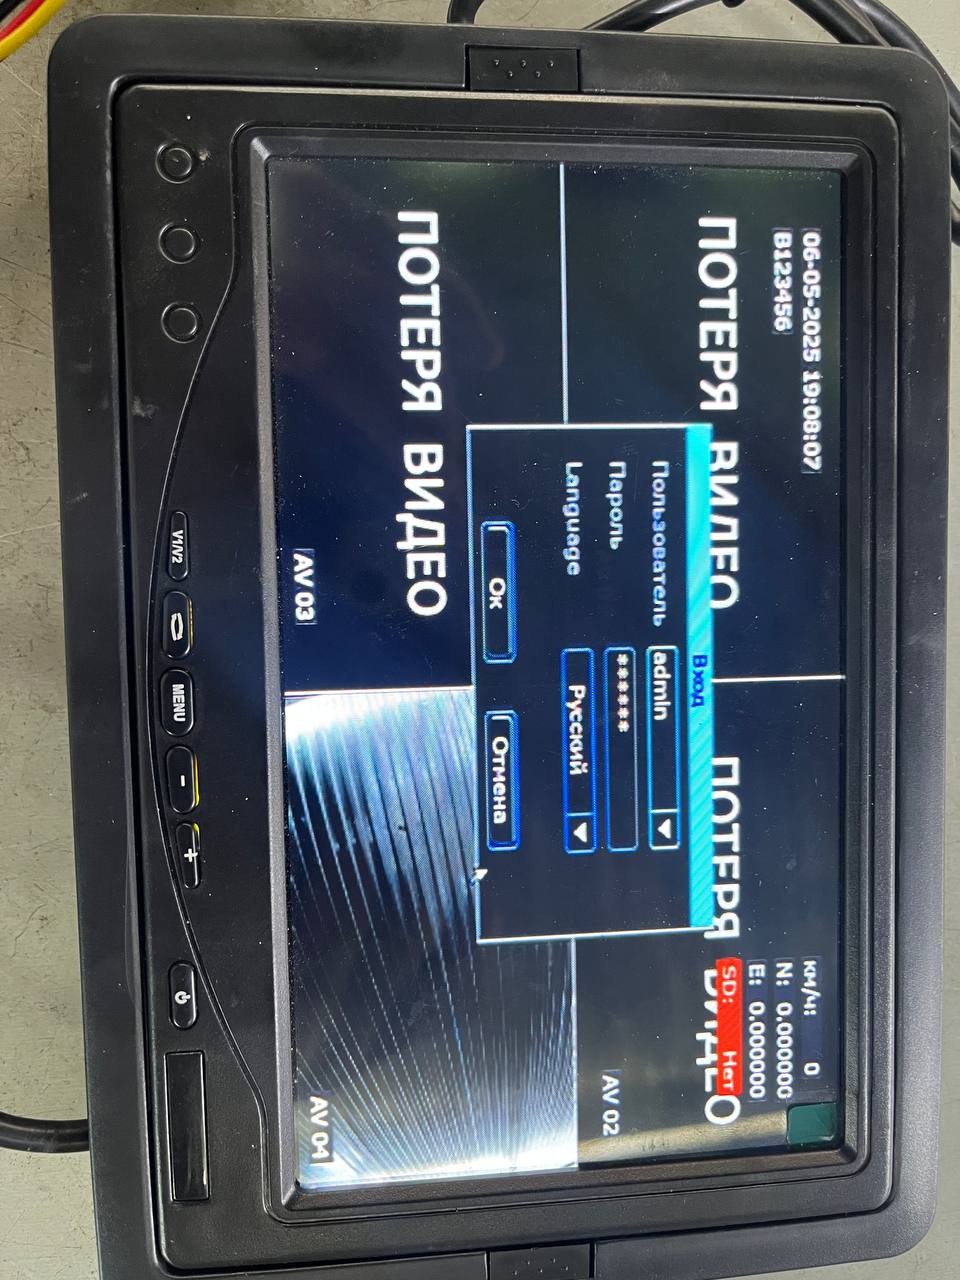 06-05-2025 19:08:07
B123456
км/ч: 0
N: 0.000000
E: 0.000000
SD: Нет
ПОТЕРЯ ВИДЕО
ПОТЕРЯ ВИДЕО
Вход
Пользователь admin
Пароль ******
Language Русский
Ок Отмена
AV 02
ПОТЕРЯ ВИДЕО
AV 03
AV 04
V1/V2 MENU - +